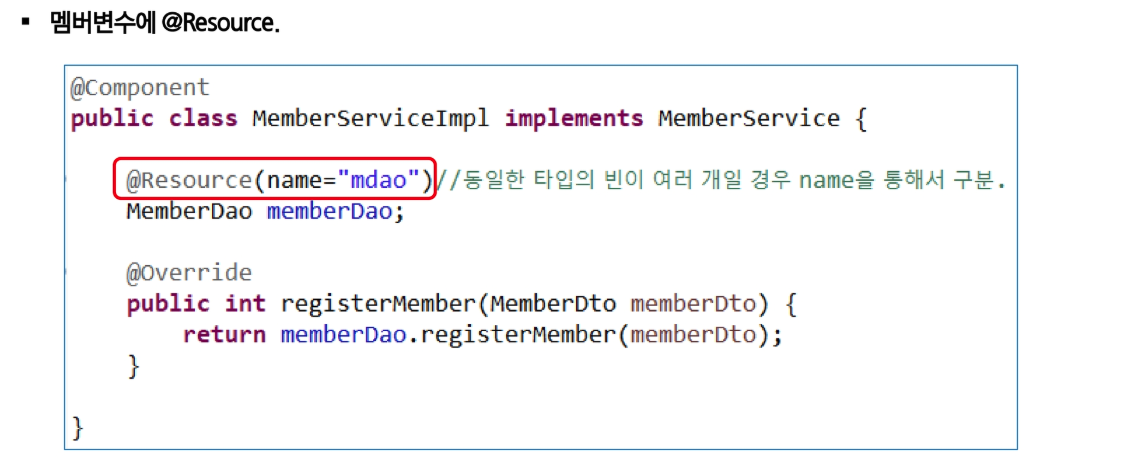 ▪ 멤버변수에 @Resource.
@Component
public class MemberServiceImpl implements MemberService {
@Resource(name="mdao")//동일한 타입의 빈이 여러 개일 경우 name을 통해서 구분.
MemberDao memberDao;
@Override
public int registerMember(MemberDto memberDto) {
return memberDao.registerMember(memberDto);
}
}